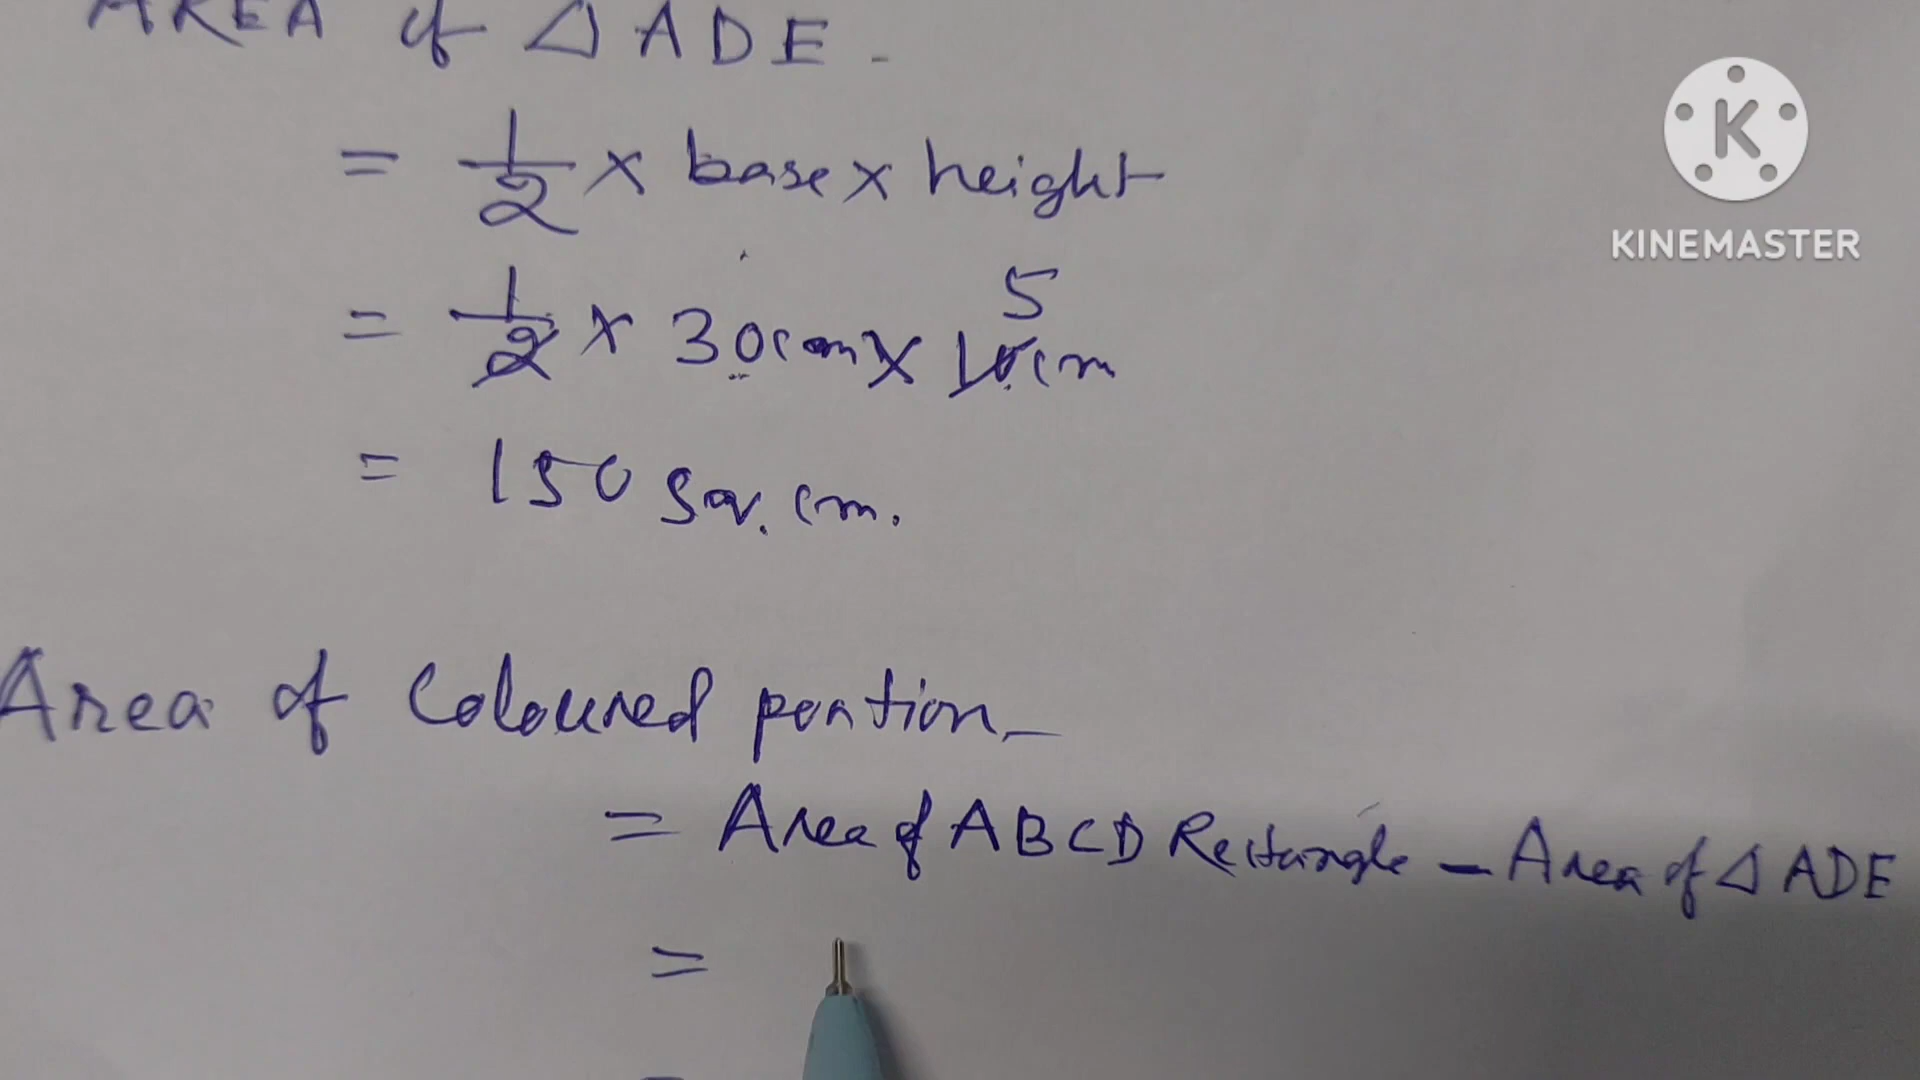 AREA of △ ADE -
= 1/2 × base × height
= 1/2 × 30cm × 10cm 5
= 150 Sqr. cm.
Area of Coloured portion -
= Area of ABCD Rectangle - Area of △ ADE
=
K
KINEMASTER